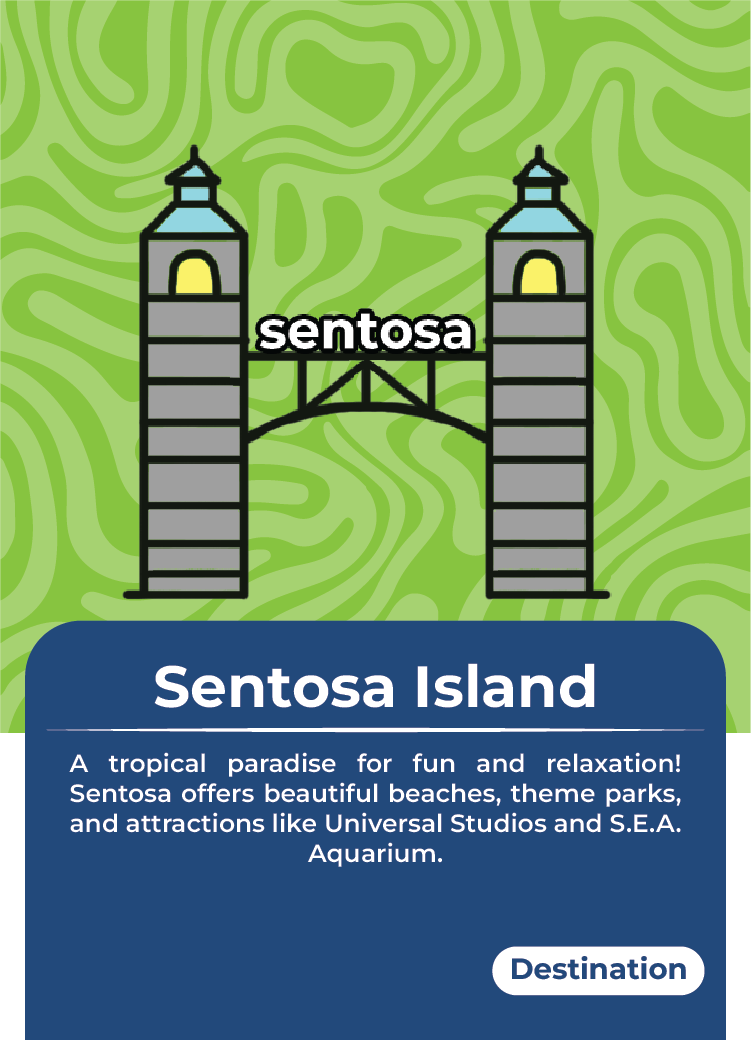 sentosa
Sentosa Island
A tropical paradise for fun and relaxation!
Sentosa offers beautiful beaches, theme parks,
and attractions like Universal Studios and S.E.A.
Aquarium.
Destination